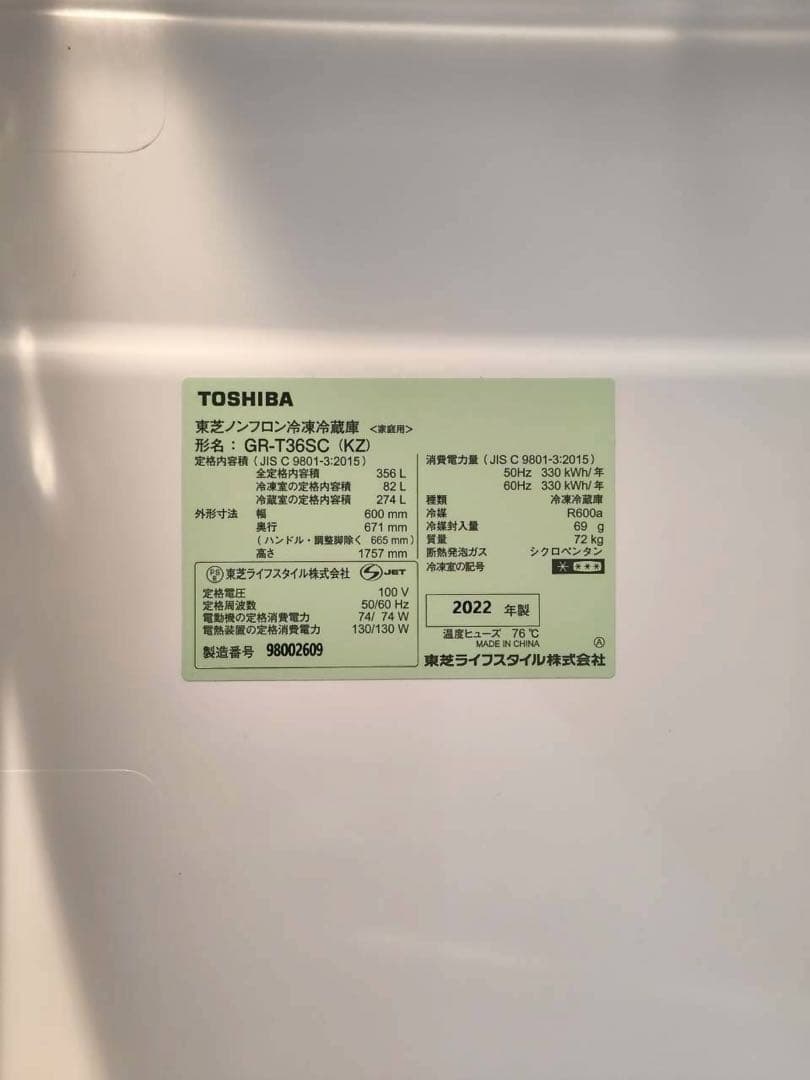 TOSHIBA
東芝ノンフロン冷凍冷蔵庫 <家庭用>
形名： GR-T36SC (KZ)
定格内容積 (JIS C 9801-3:2015)
全定格内容積 356 L
冷凍室の定格内容積 82 L
冷蔵室の定格内容積 274 L
外形寸法 幅 600 mm
奥行 671 mm
(ハンドル・調整脚除く 665 mm)
高さ 1757 mm
PS E 東芝ライフスタイル株式会社 S JET
定格電圧 100 V
定格周波数 50/60 Hz
電動機の定格消費電力 74/ 74 W
電熱装置の定格消費電力 130/130 W
製造番号 98002609
消費電力量 (JIS C 9801-3:2015)
50Hz 330 kWh/年
60Hz 330 kWh/年
種類 冷凍冷蔵庫
冷媒 R600a
冷媒封入量 69 g
質量 72 kg
断熱発泡ガス シクロペンタン
冷凍室の記号
2022 年製
温度ヒューズ 76 ℃
MADE IN CHINA
Ⓐ
東芝ライフスタイル株式会社